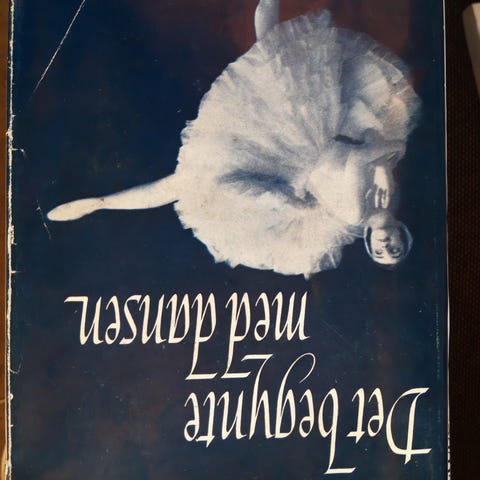 Det begynte
med dansen